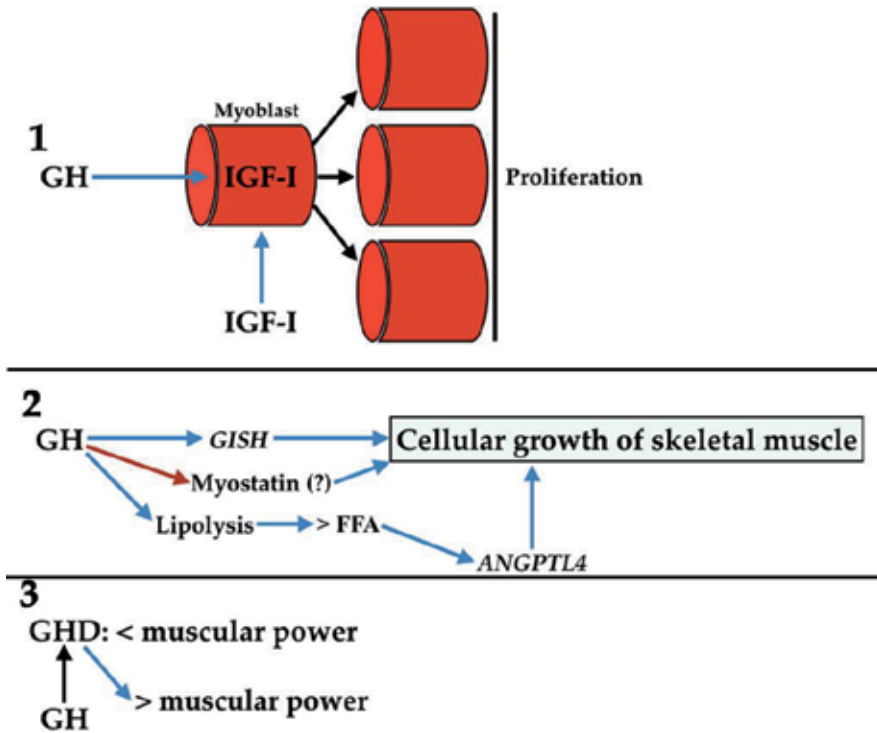 Myoblast
1
GH
IGF-I
Proliferation
IGF-I
2
GH
GISH
Cellular growth of skeletal muscle
Myostatin (?)
Lipolysis
> FFA
ANGPTL4
3
GHD: < muscular power
> muscular power
GH